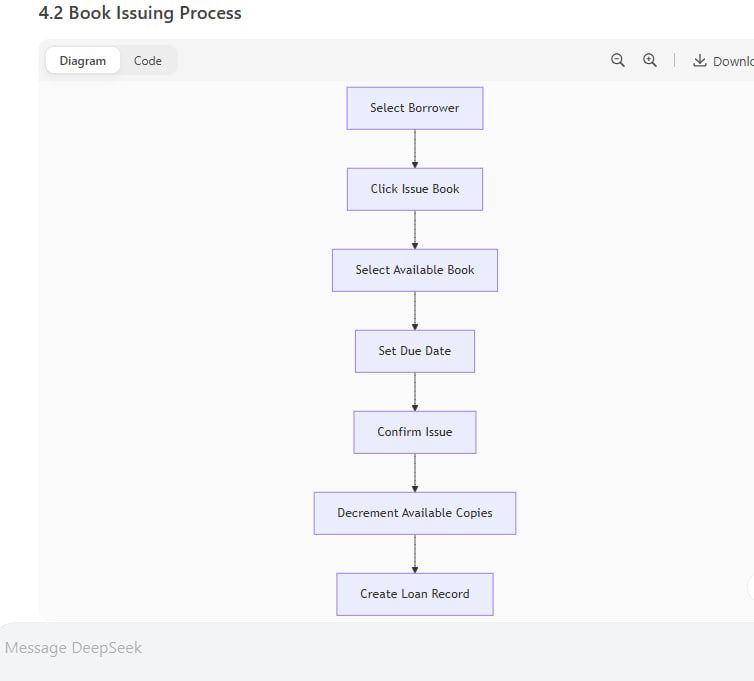 4.2 Book Issuing Process
Diagram
Code
Downlo
Select Borrower
Click Issue Book
Select Available Book
Set Due Date
Confirm Issue
Decrement Available Copies
Create Loan Record
Message DeepSeek